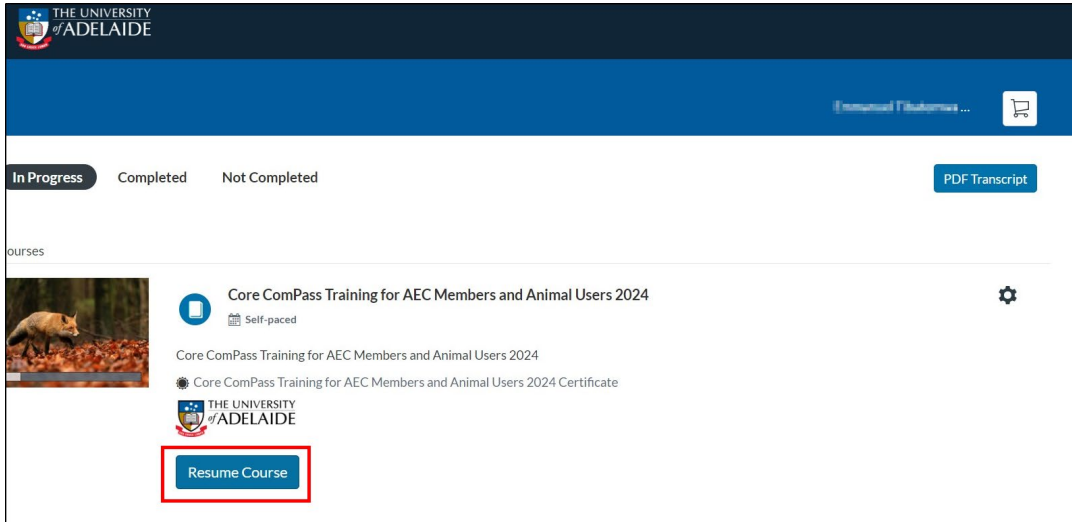 THE UNIVERSITY
of ADELAIDE
In Progress Completed Not Completed PDF Transcript
ourses
Core ComPass Training for AEC Members and Animal Users 2024
Self-paced
Core ComPass Training for AEC Members and Animal Users 2024
Core ComPass Training for AEC Members and Animal Users 2024 Certificate
THE UNIVERSITY
of ADELAIDE
Resume Course